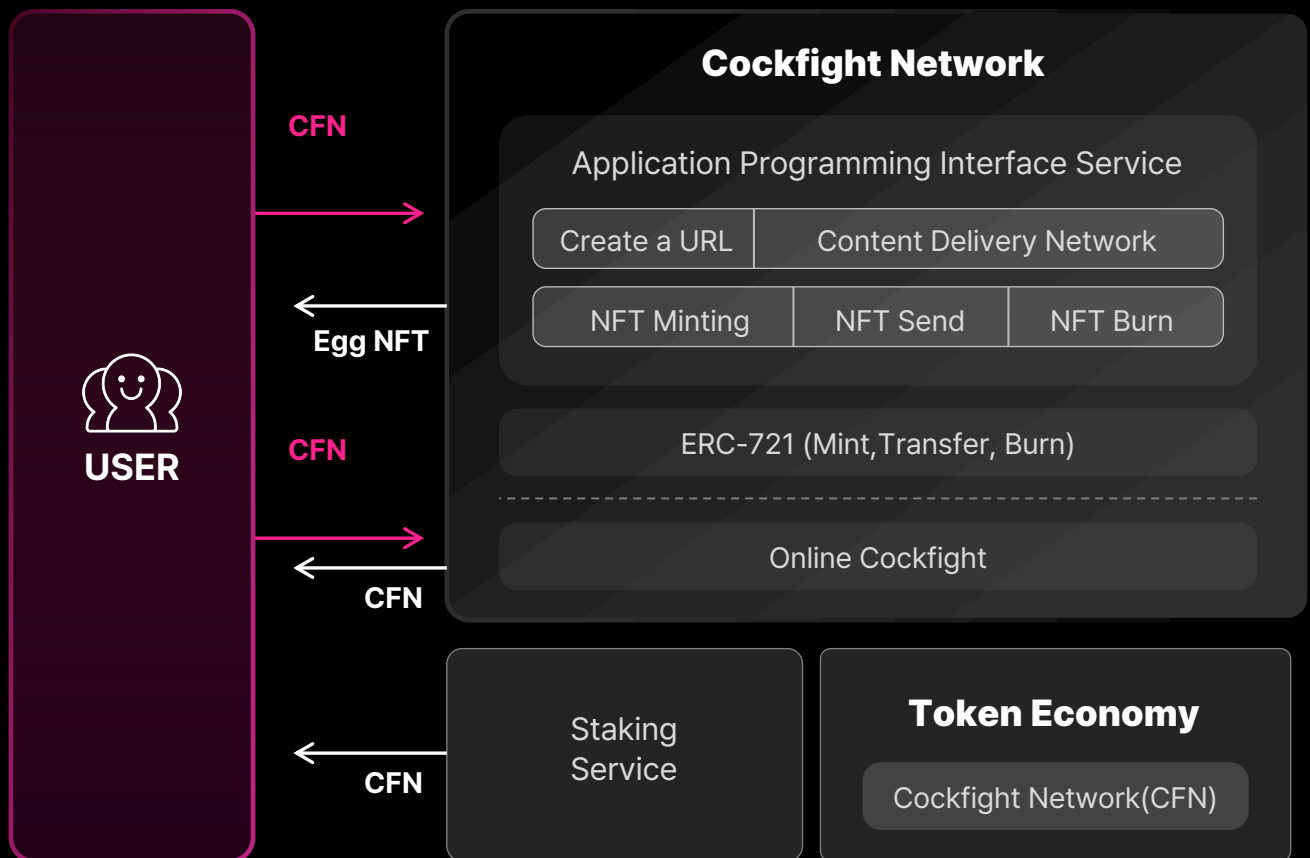 Cockfight Network
CFN
Application Programming Interface Service
Create a URL
Content Delivery Network
Egg NFT
NFT Minting
NFT Send
NFT Burn
USER
CFN
ERC-721 (Mint,Transfer, Burn)
CFN
Online Cockfight
CFN
Staking
Service
Token Economy
Cockfight Network(CFN)